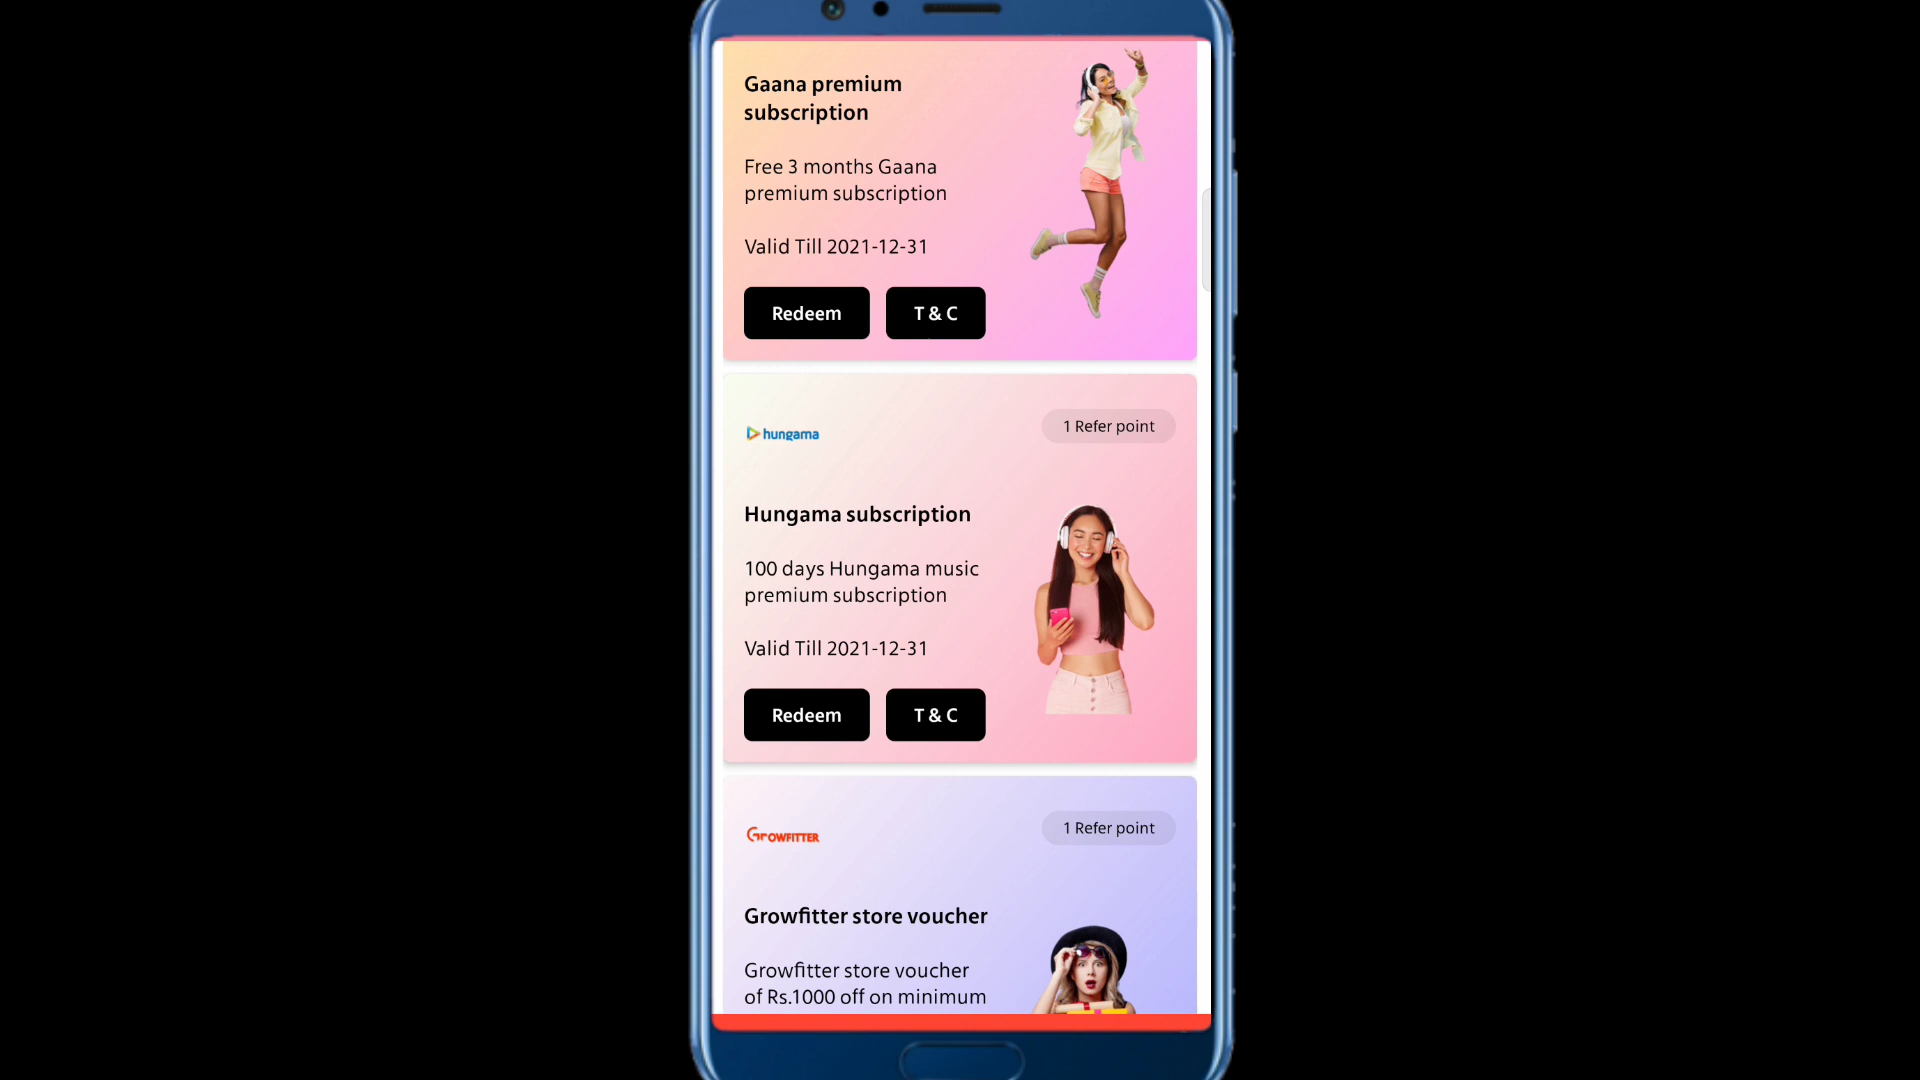 Gaana premium
subscription
Free 3 months Gaana
premium subscription
Valid Till 2021-12-31
Redeem
T & C
hungama
1 Refer point
Hungama subscription
100 days Hungama music
premium subscription
Valid Till 2021-12-31
Redeem
T & C
GROWFITTER
1 Refer point
Growfitter store voucher
Growfitter store voucher
of Rs.1000 off on minimum